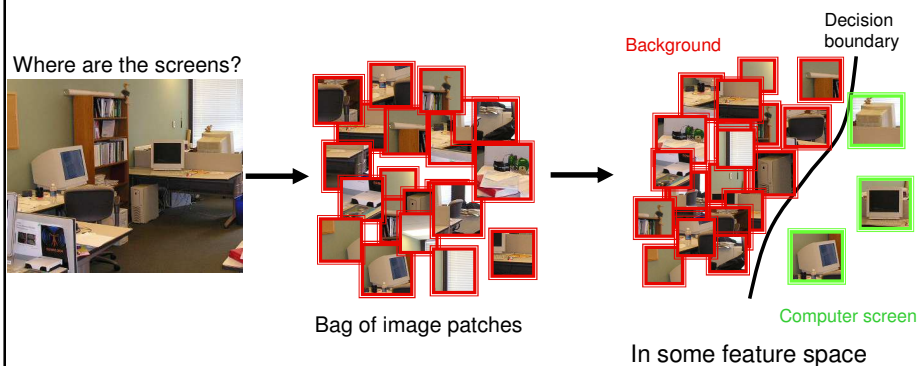 Where are the screens?
Bag of image patches
Background
Decision
boundary
Computer screen
In some feature space